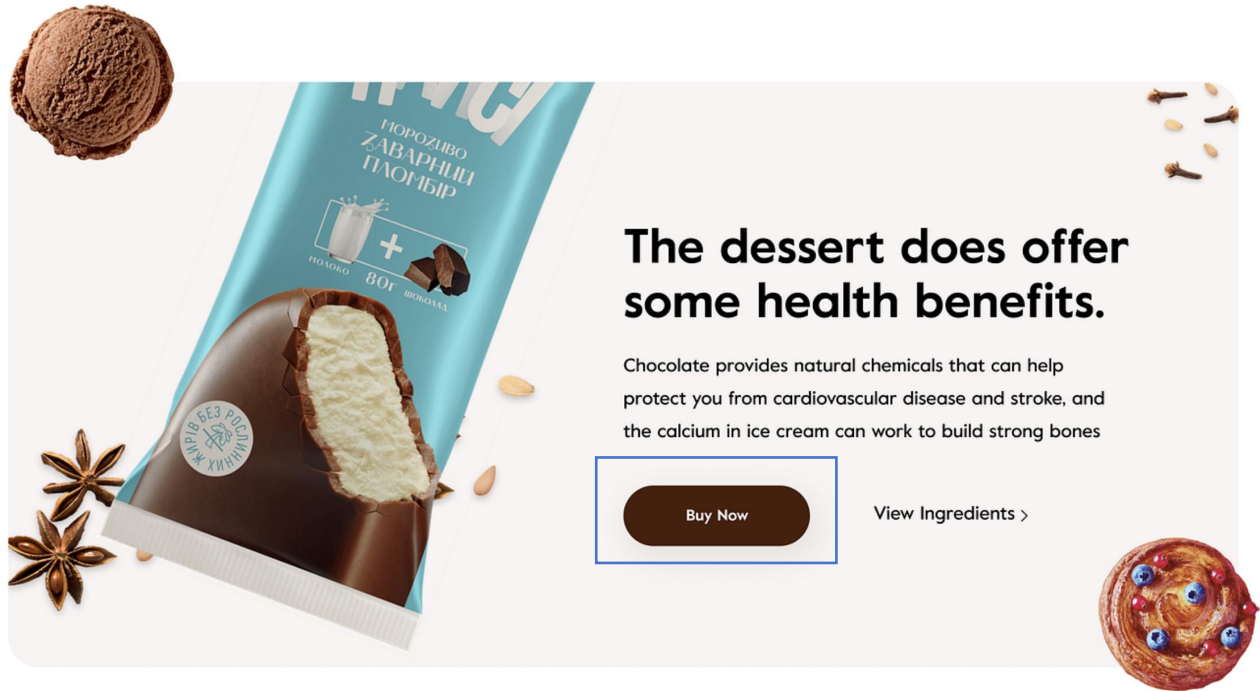 МОРОZИВО
ZАВАРНИЙ
ПЛОМБІР
МОЛОКО
80г
ШОКОЛАД
БЕЗ РОСЛИННИХ ЖИРІВ
The dessert does offer
some health benefits.
Chocolate provides natural chemicals that can help
protect you from cardiovascular disease and stroke, and
the calcium in ice cream can work to build strong bones
Buy Now
View Ingredients